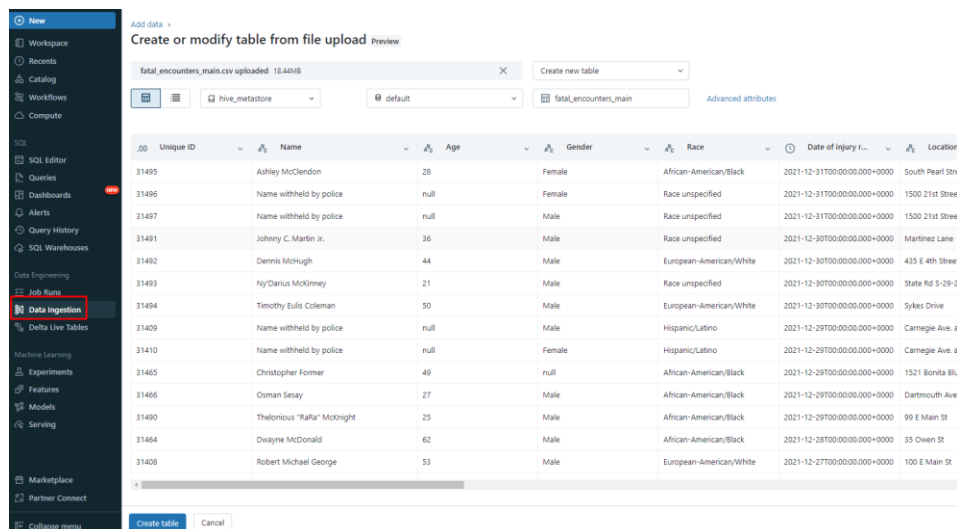 New
Workspace
Recents
Catalog
Workflows
Compute
SQL
SQL Editor
Queries
Dashboards NEW
Alerts
Query History
SQL Warehouses
Data Engineering
Job Runs
Data Ingestion
Delta Live Tables
Machine Learning
Experiments
Features
Models
Serving
Marketplace
Partner Connect
Collapse menu
Add data >
Create or modify table from file upload Preview
fatal_encounters_main.csv uploaded 18.44MB
Create new table
hive_metastore
default
fatal_encounters_main
Advanced attributes
.00 Unique ID ABC Name ABC Age ABC Gender ABC Race Date of injury r... ABC Location
31495 Ashley McClendon 28 Female African-American/Black 2021-12-31T00:00:00.000+0000 South Pearl Stre
31496 Name withheld by police null Female Race unspecified 2021-12-31T00:00:00.000+0000 1500 21st Stree
31497 Name withheld by police null Male Race unspecified 2021-12-31T00:00:00.000+0000 1500 21st Stree
31491 Johnny C. Martin Jr. 36 Male Race unspecified 2021-12-30T00:00:00.000+0000 Martinez Lane
31492 Dennis McHugh 44 Male European-American/White 2021-12-30T00:00:00.000+0000 435 E 4th Street
31493 Ny'Darius McKinney 21 Male Race unspecified 2021-12-30T00:00:00.000+0000 State Rd S-29-2
31494 Timothy Eulis Coleman 50 Male European-American/White 2021-12-30T00:00:00.000+0000 Sykes Drive
31409 Name withheld by police null Male Hispanic/Latino 2021-12-29T00:00:00.000+0000 Carnegie Ave. a
31410 Name withheld by police null Female Hispanic/Latino 2021-12-29T00:00:00.000+0000 Carnegie Ave. a
31465 Christopher Former 49 null African-American/Black 2021-12-29T00:00:00.000+0000 1521 Bonita Blu
31466 Osman Sesay 27 Male African-American/Black 2021-12-29T00:00:00.000+0000 Dartmouth Ave
31490 Thelonious "RaRa" McKnight 25 Male African-American/Black 2021-12-29T00:00:00.000+0000 99 E Main St
31464 Dwayne McDonald 62 Male African-American/Black 2021-12-28T00:00:00.000+0000 35 Owen St
31408 Robert Michael George 53 Male European-American/White 2021-12-27T00:00:00.000+0000 100 E Main St
Create table
Cancel